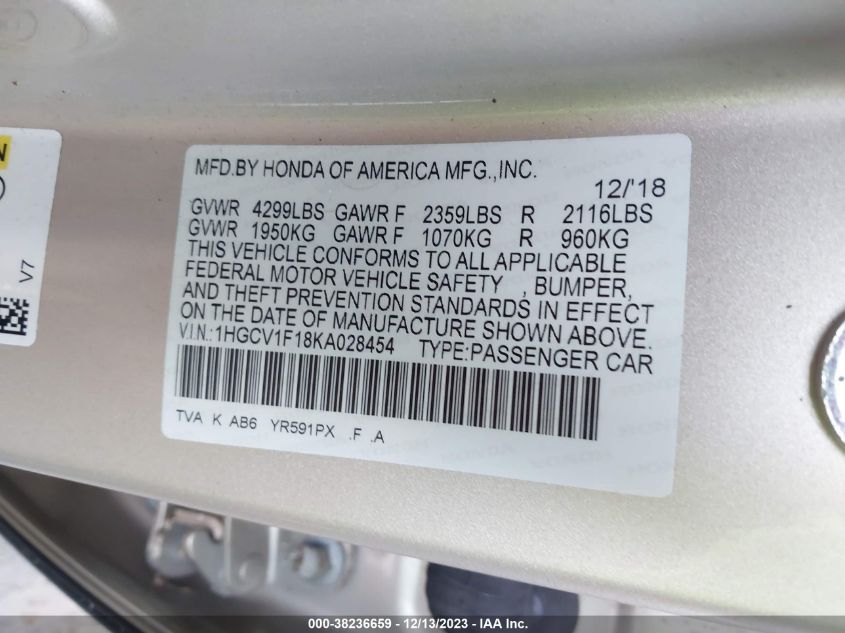 N
V7
MFD.BY HONDA OF AMERICA MFG.,INC.
12/'18
GVWR 4299LBS GAWR F 2359LBS R 2116LBS
GVWR 1950KG GAWR F 1070KG R 960KG
THIS VEHICLE CONFORMS TO ALL APPLICABLE
FEDERAL MOTOR VEHICLE SAFETY , BUMPER,
AND THEFT PREVENTION STANDARDS IN EFFECT
ON THE DATE OF MANUFACTURE SHOWN ABOVE.
V.I.N.:1HGCV1F18KA028454 TYPE:PASSENGER CAR
TVA K AB6 YR591PX .F .A
000-38236659 - 12/13/2023 - IAA Inc.